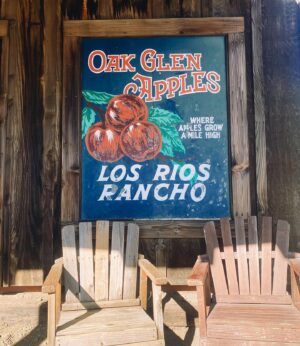 OAK GLEN
APPLES
WHERE
APPLES GROW
A MILE HIGH
LOS RIOS
RANCHO